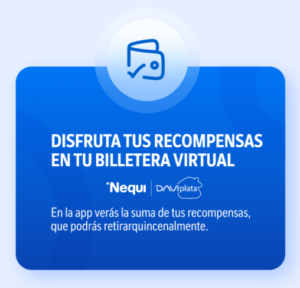 DISFRUTA TUS RECOMPENSAS
EN TU BILLETERA VIRTUAL
Nequi | DAViplata
En la app verás la suma de tus recompensas,
que podrás retirarquincenalmente.